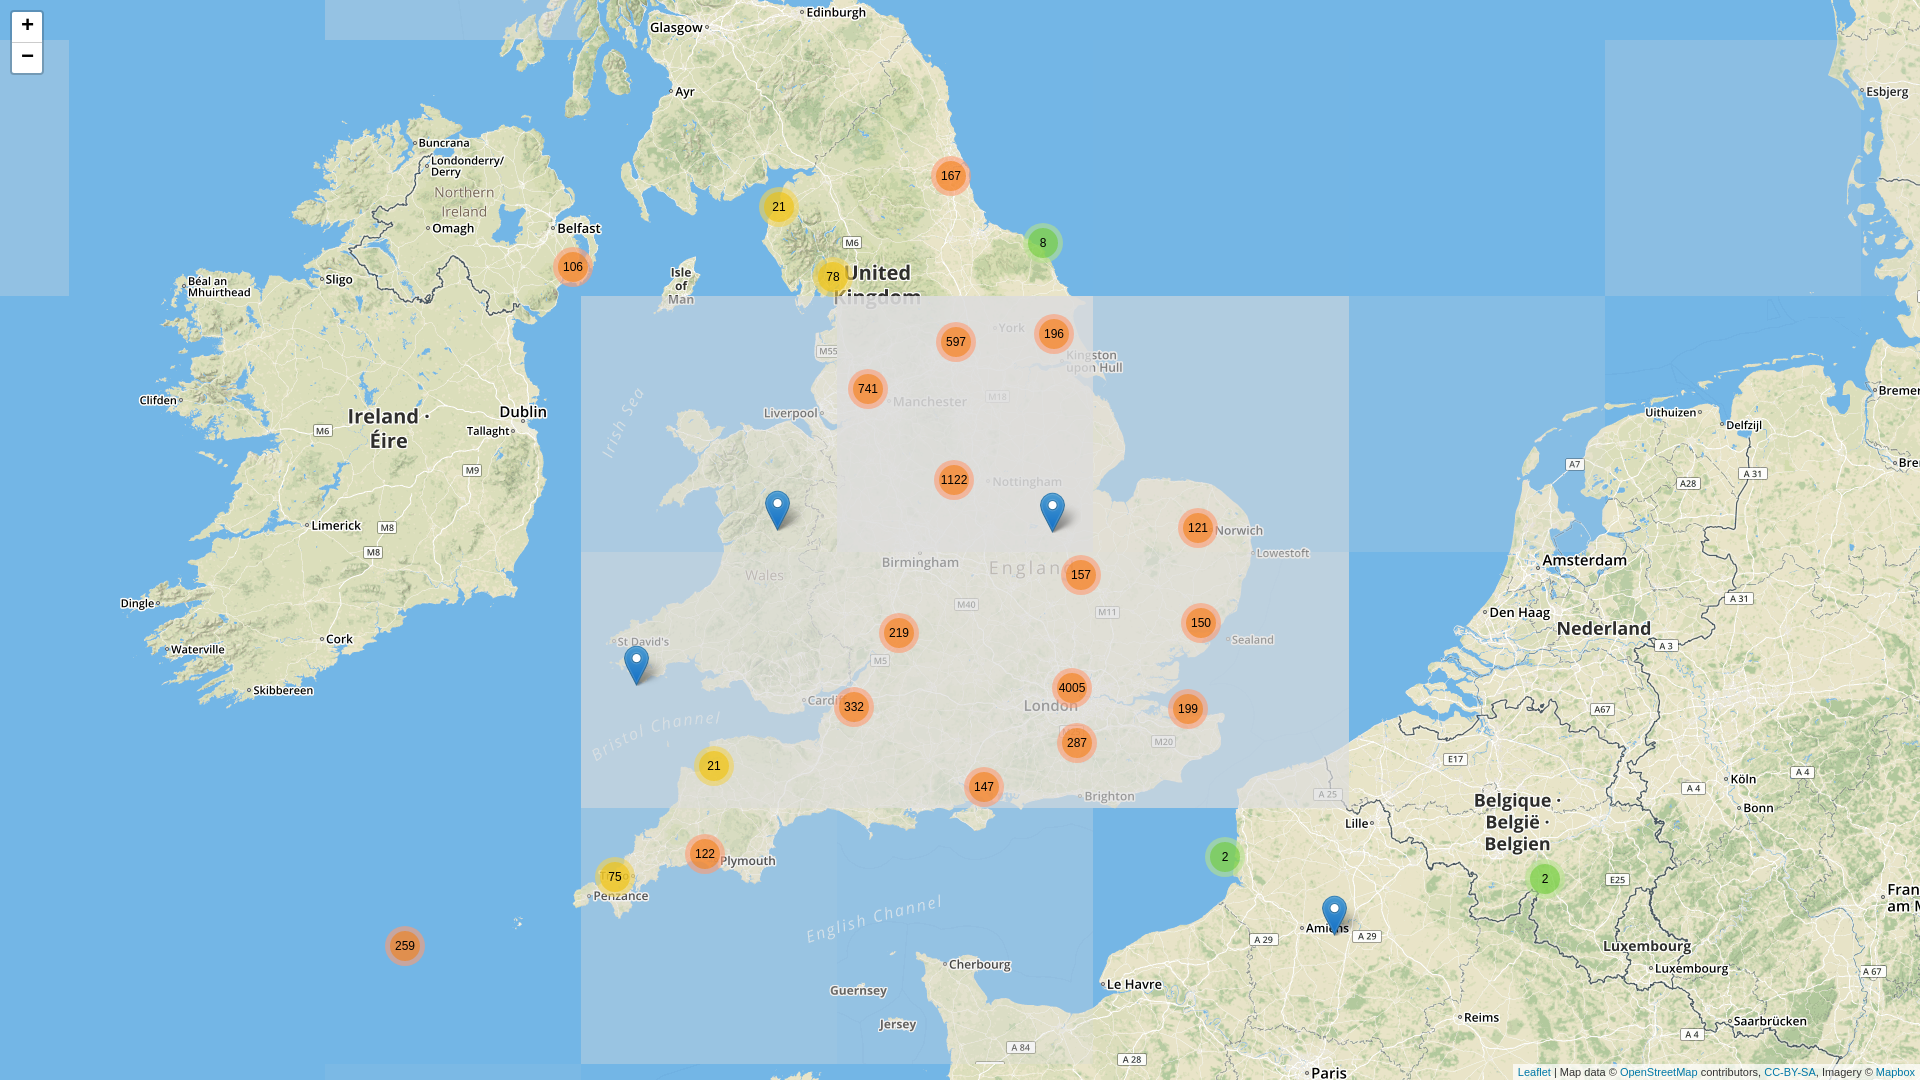 +
−
Edinburgh
Glasgow
Ayr
Esbjerg
Buncrana
Londonderry/
Derry
167
Northern
Ireland
21
Omagh
Belfast
M6
8
106
Isle
of
Man
78
United
Kingdom
Sligo
Béal an
Mhuirthead
York
196
597
M55
Kingston
upon Hull
741
Manchester
M18
Irish Sea
Liverpool
Clifden
Bremer
Dublin
Uithuizen
Ireland ·
Éire
M6
Tallaght
Delfzijl
A7
M9
A 31
A28
1122
Nottingham
Limerick
M8
M8
121
Norwich
Lowestoft
Birmingham
Amsterdam
Wales
Englan
157
Dingle
M40
M11
A 31
Den Haag
Nederland
219
150
Cork
St David's
Sealand
A 3
Waterville
M5
Skibbereen
4005
Cardiff
332
London
199
A67
Bristol Channel
287
M20
E17
21
147
A 25
Brighton
A 4
Köln
A 4
Belgique ·
België ·
Belgien
Bonn
Lille
122
Plymouth
2
75
Penzance
2
E25
English Channel
259
Amiens
A 29
A 29
Luxembourg
Luxembourg
A 67
Cherbourg
Guernsey
Le Havre
Jersey
Reims
Saarbrücken
A 4
A 84
A 28
Paris
Leaflet | Map data © OpenStreetMap contributors, CC-BY-SA, Imagery © Mapbox